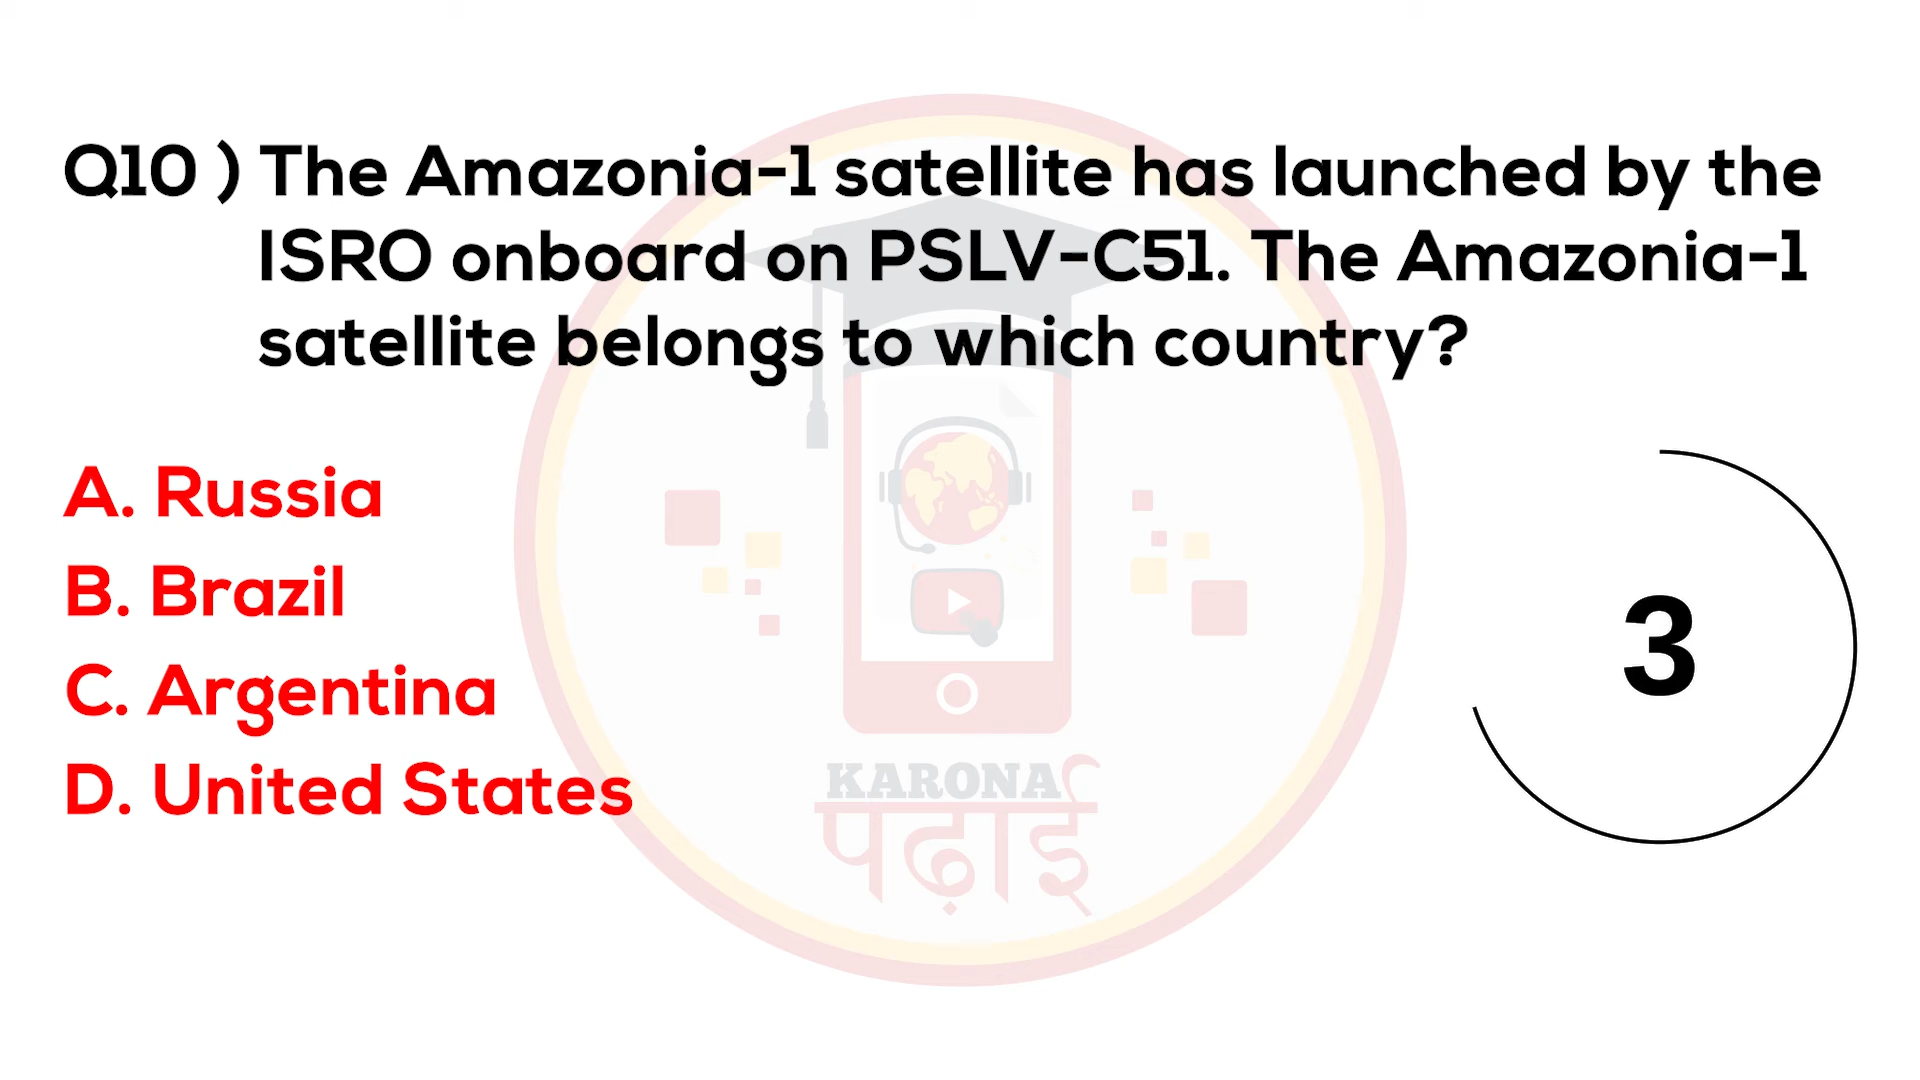 Q10 ) The Amazonia-1 satellite has launched by the
ISRO onboard on PSLV-C51. The Amazonia-1
satellite belongs to which country?
A. Russia
B. Brazil
C. Argentina
D. United States
3
KARONA
पढ़ाई